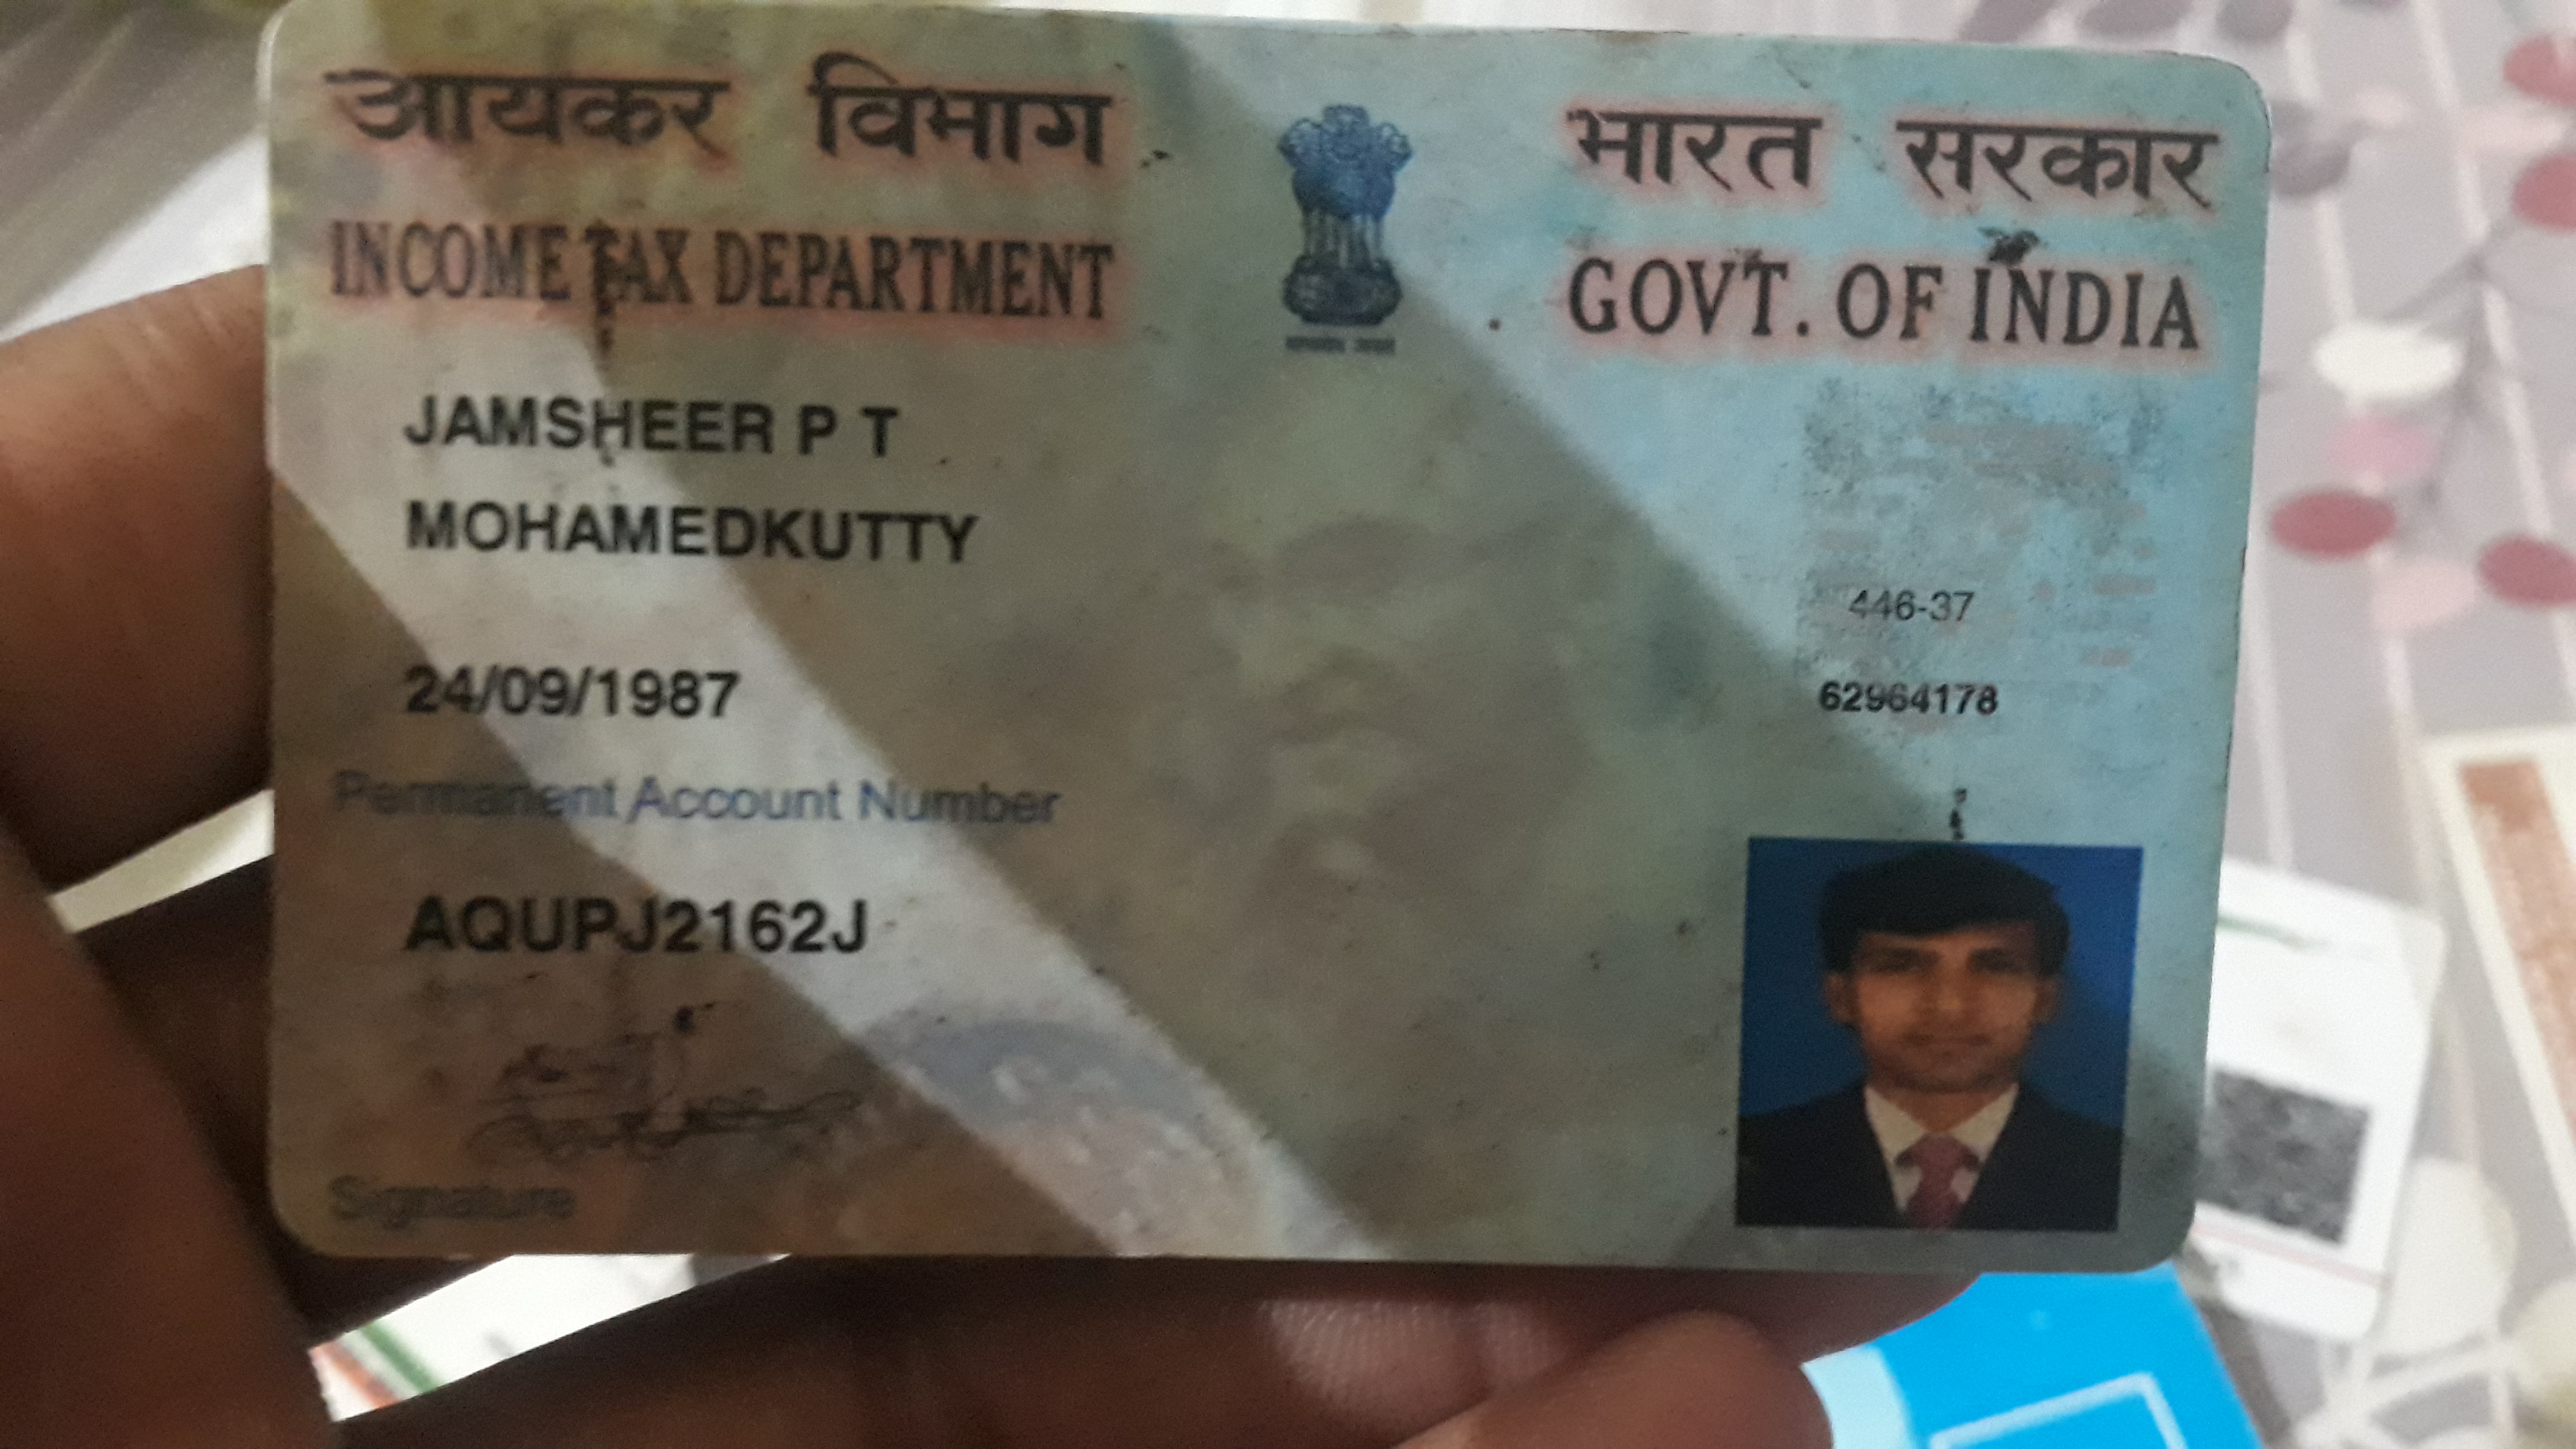 आयकर विभाग
INCOME TAX DEPARTMENT
भारत सरकार
GOVT. OF INDIA
JAMSHEER P T
MOHAMEDKUTTY
24/09/1987
Permanent Account Number
AQUPJ2162J
Signature
446-37
62964178